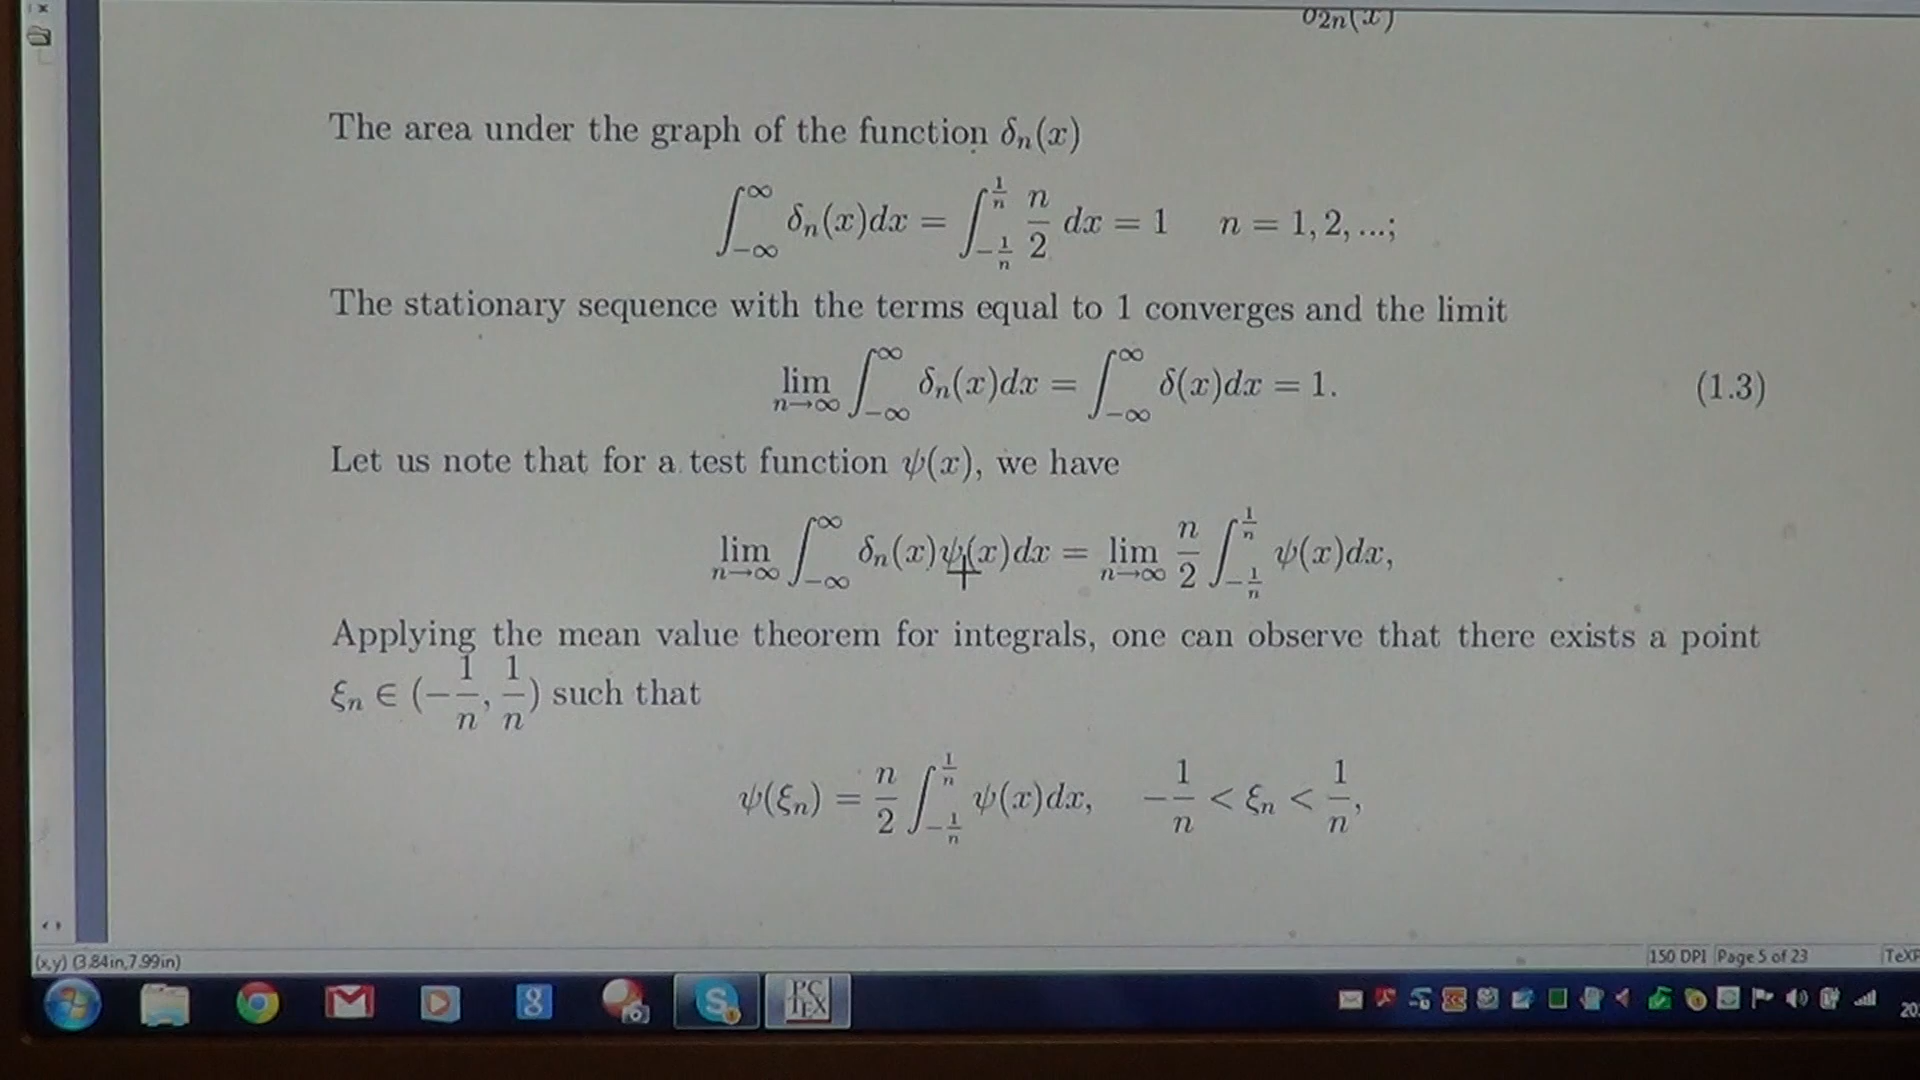 δ₂ₙ(x)
The area under the graph of the function δₙ(x)
∫_{-∞}^{∞} δₙ(x)dx = ∫_{-1/n}^{1/n} n/2 dx = 1 n = 1, 2, ...;
The stationary sequence with the terms equal to 1 converges and the limit
lim_{n→∞} ∫_{-∞}^{∞} δₙ(x)dx = ∫_{-∞}^{∞} δ(x)dx = 1. (1.3)
Let us note that for a test function ψ(x), we have
lim_{n→∞} ∫_{-∞}^{∞} δₙ(x)ψ(x)dx = lim_{n→∞} n/2 ∫_{-1/n}^{1/n} ψ(x)dx,
Applying the mean value theorem for integrals, one can observe that there exists a point
ξₙ ∈ (-1/n, 1/n) such that
ψ(ξₙ) = n/2 ∫_{-1/n}^{1/n} ψ(x)dx, -1/n < ξₙ < 1/n,
(x,y) (3.84in,7.99in) 150 DPI Page 5 of 23
8 S PC TEX